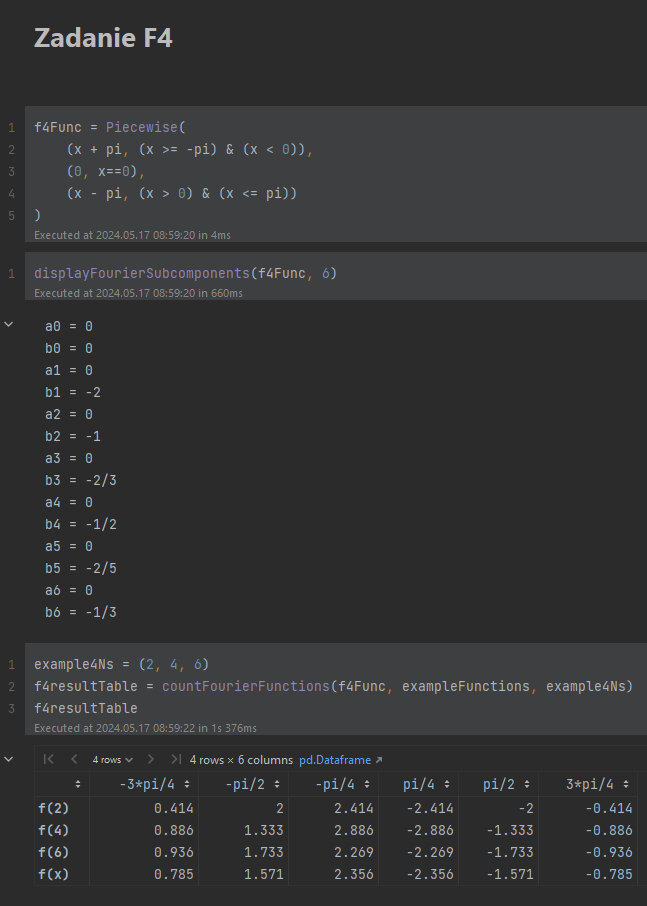 Zadanie F4
1 f4Func = Piecewise(
2 (x + pi, (x >= -pi) & (x < 0)),
3 (0, x==0),
4 (x - pi, (x > 0) & (x <= pi))
5 )
Executed at 2024.05.17 08:59:20 in 4ms
1 displayFourierSubcomponents(f4Func, 6)
Executed at 2024.05.17 08:59:20 in 660ms
a0 = 0
b0 = 0
a1 = 0
b1 = -2
a2 = 0
b2 = -1
a3 = 0
b3 = -2/3
a4 = 0
b4 = -1/2
a5 = 0
b5 = -2/5
a6 = 0
b6 = -1/3
1 example4Ns = (2, 4, 6)
2 f4resultTable = countFourierFunctions(f4Func, exampleFunctions, example4Ns)
3 f4resultTable
Executed at 2024.05.17 08:59:22 in 1s 376ms
4 rows 4 rows × 6 columns pd.Dataframe
-3*pi/4 -pi/2 -pi/4 pi/4 pi/2 3*pi/4
f(2) 0.414 2 2.414 -2.414 -2 -0.414
f(4) 0.886 1.333 2.886 -2.886 -1.333 -0.886
f(6) 0.936 1.733 2.269 -2.269 -1.733 -0.936
f(x) 0.785 1.571 2.356 -2.356 -1.571 -0.785